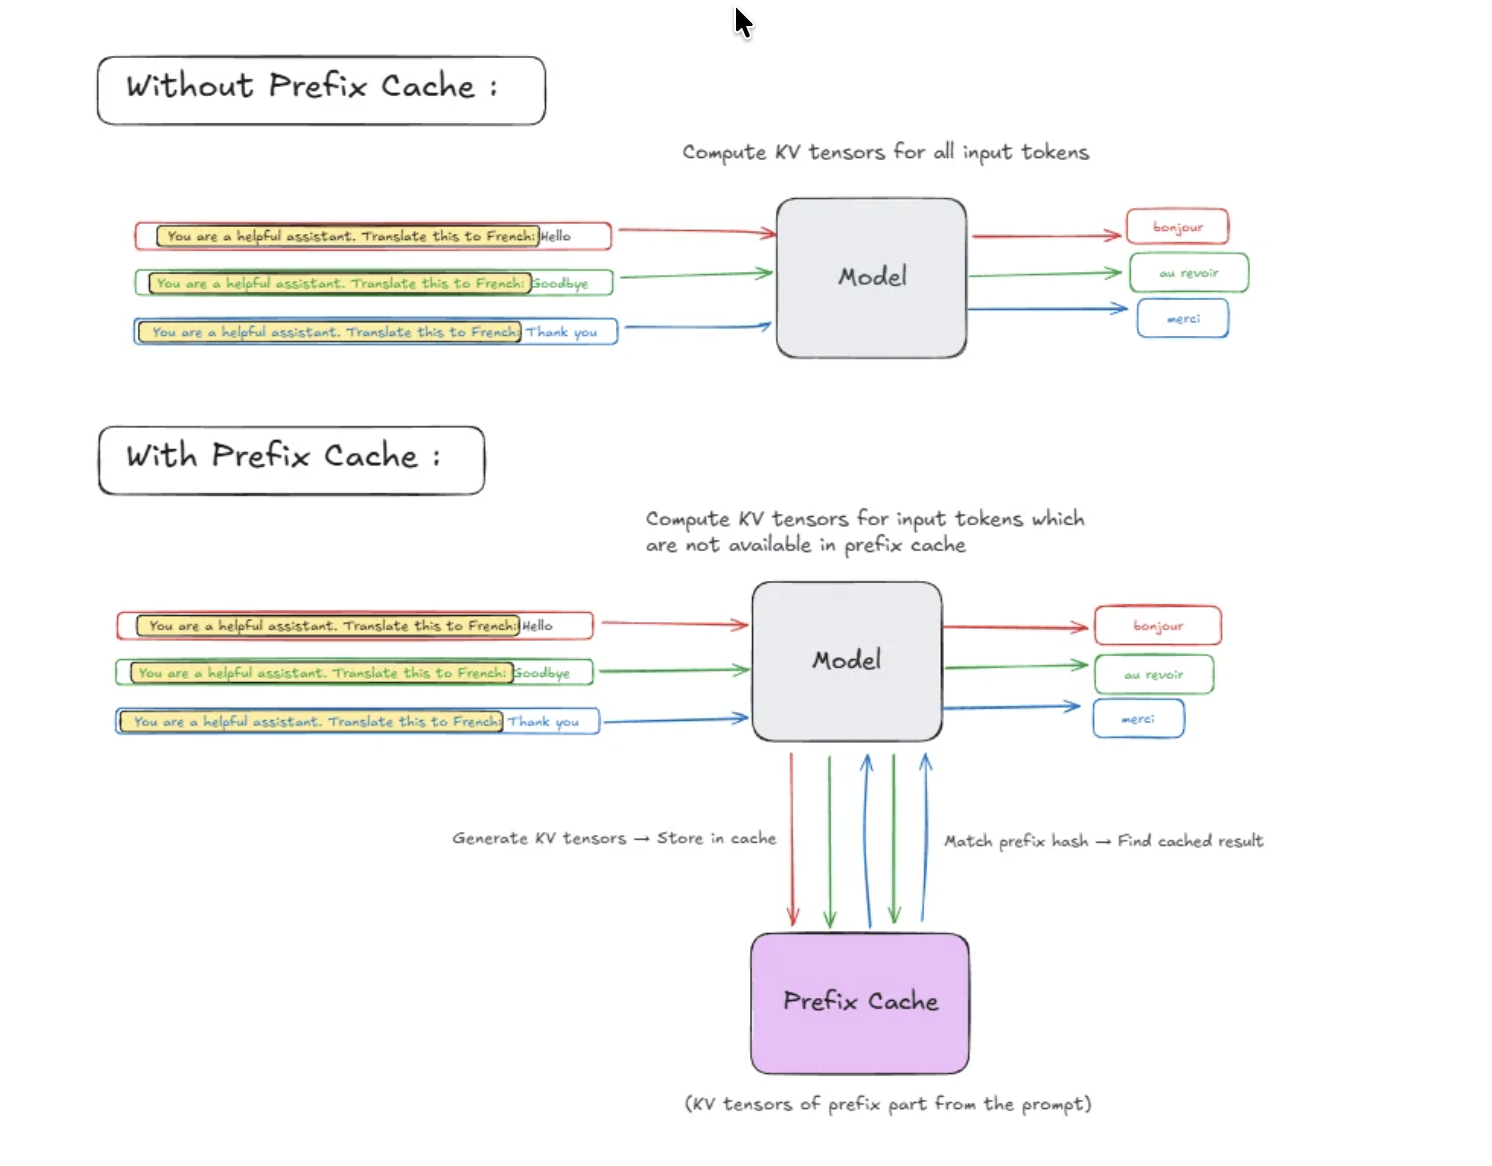 Without Prefix Cache :
Compute KV tensors for all input tokens
You are a helpful assistant. Translate this to French: Hello
bonjour
You are a helpful assistant. Translate this to French: Goodbye
Model
au revoir
You are a helpful assistant. Translate this to French: Thank you
merci
With Prefix Cache :
Compute KV tensors for input tokens which
are not available in prefix cache
You are a helpful assistant. Translate this to French: Hello
bonjour
You are a helpful assistant. Translate this to French: Goodbye
Model
au revoir
You are a helpful assistant. Translate this to French: Thank you
merci
Generate KV tensors → Store in cache
Match prefix hash → Find cached result
Prefix Cache
(KV tensors of prefix part from the prompt)